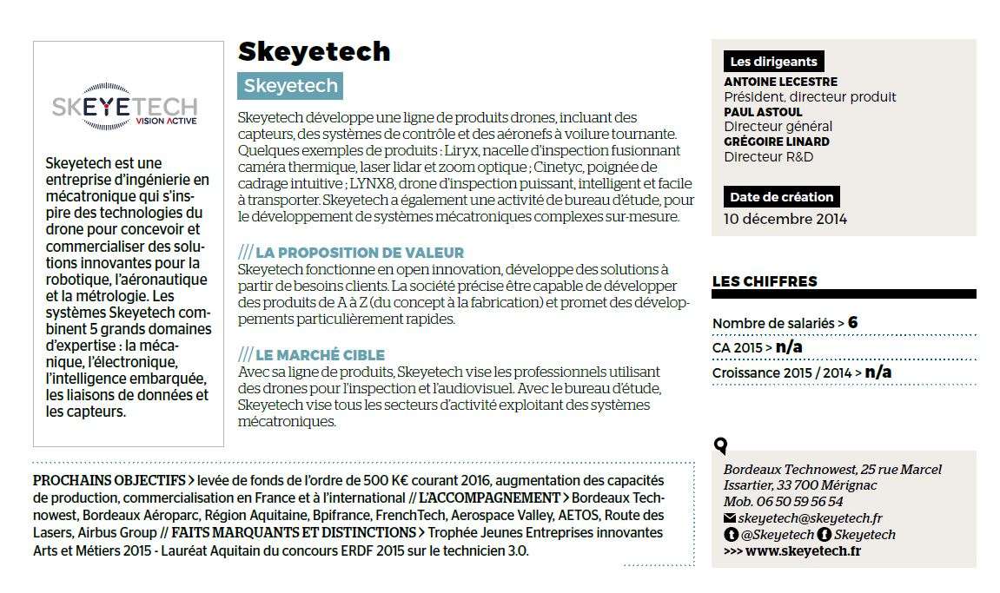 SKEYETECH
VISION ACTIVE
Skeyetech est une
entreprise d'ingénierie en
mécatronique qui s'ins-
pire des technologies du
drone pour concevoir et
commercialiser des solu-
tions innovantes pour la
robotique, l'aéronautique
et la métrologie. Les
systèmes Skeyetech com-
binent 5 grands domaines
d'expertise : la méca-
nique, l'électronique,
l'intelligence embarquée,
les liaisons de données et
les capteurs.
Skeyetech
Skeyetech
Skeyetech développe une ligne de produits drones, incluant des
capteurs, des systèmes de contrôle et des aéronefs à voilure tournante.
Quelques exemples de produits : Liryx, nacelle d'inspection fusionnant
caméra thermique, laser lidar et zoom optique ; Cinetyc, poignée de
cadrage intuitive ; LYNX8, drone d'inspection puissant, intelligent et facile
à transporter. Skeyetech a également une activité de bureau d'étude, pour
le développement de systèmes mécatroniques complexes sur-mesure.
/// LA PROPOSITION DE VALEUR
Skeyetech fonctionne en open innovation, développe des solutions à
partir de besoins clients. La société précise être capable de développer
des produits de A à Z (du concept à la fabrication) et promet des dévelop-
pements particulièrement rapides.
/// LE MARCHÉ CIBLE
Avec sa ligne de produits, Skeyetech vise les professionnels utilisant
des drones pour l'inspection et l'audiovisuel. Avec le bureau d'étude,
Skeyetech vise tous les secteurs d'activité exploitant des systèmes
mécatroniques.
PROCHAINS OBJECTIFS > levée de fonds de l'ordre de 500 K€ courant 2016, augmentation des capacités
de production, commercialisation en France et à l'international // L'ACCOMPAGNEMENT > Bordeaux Tech-
nowest, Bordeaux Aéroparc, Région Aquitaine, Bpifrance, FrenchTech, Aerospace Valley, AETOS, Route des
Lasers, Airbus Group // FAITS MARQUANTS ET DISTINCTIONS > Trophée Jeunes Entreprises innovantes
Arts et Métiers 2015 - Lauréat Aquitain du concours ERDF 2015 sur le technicien 3.0.
Les dirigeants
ANTOINE LECESTRE
Président, directeur produit
PAUL ASTOUL
Directeur général
GRÉGOIRE LINARD
Directeur R&D
Date de création
10 décembre 2014
LES CHIFFRES
Nombre de salariés > 6
CA 2015 > n/a
Croissance 2015 / 2014 > n/a
Bordeaux Technowest, 25 rue Marcel
Issartier, 33 700 Mérignac
Mob. 06 50 59 56 54
skeyetech@skeyetech.fr
@Skeyetech Skeyetech
>>> www.skeyetech.fr